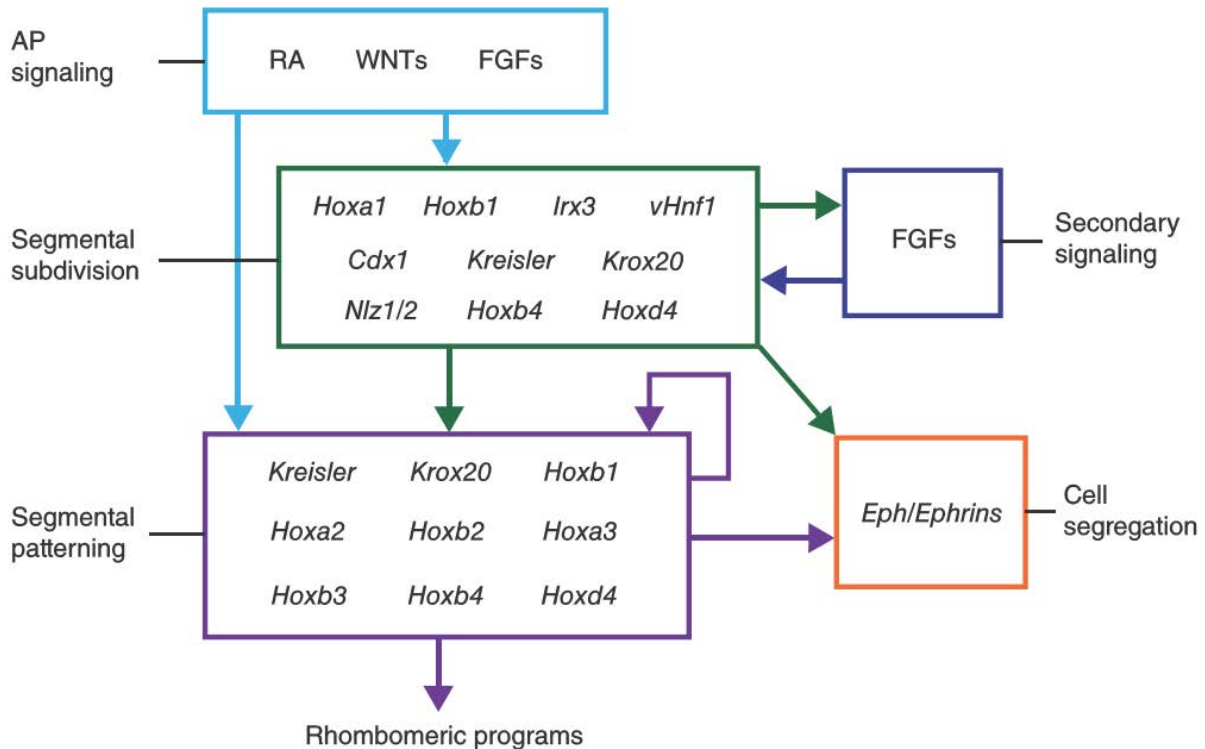 AP
signaling
RA WNTs FGFs
Hoxa1 Hoxb1 Irx3 vHnf1
Segmental
subdivision
Cdx1 Kreisler Krox20
Nlz1/2 Hoxb4 Hoxd4
FGFs
Secondary
signaling
Segmental
patterning
Kreisler Krox20 Hoxb1
Hoxa2 Hoxb2 Hoxa3
Hoxb3 Hoxb4 Hoxd4
Eph/Ephrins
Cell
segregation
Rhombomeric programs